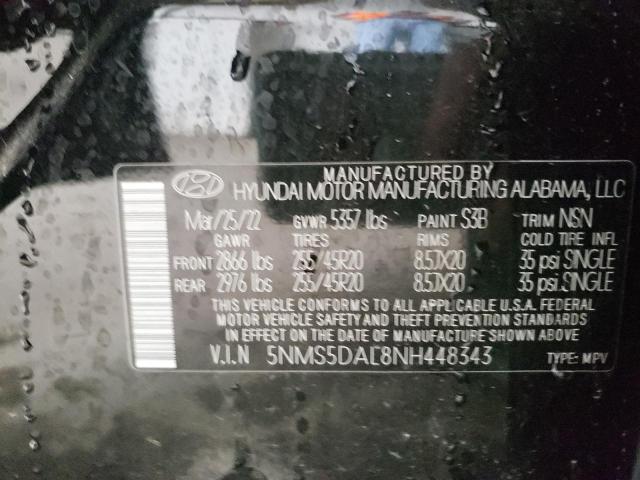 MANUFACTURED BY
HYUNDAI MOTOR MANUFACTURING ALABAMA, LLC
Mar/25/22 GVWR 5357 lbs PAINT S3B TRIM NSN
GAWR TIRES RIMS COLD TIRE INFL
FRONT 2866 lbs 255/45R20 8.5JX20 35 psi SINGLE
REAR 2976 lbs 255/45R20 8.5JX20 35 psi SINGLE
THIS VEHICLE CONFORMS TO ALL APPLICABLE U.S.A. FEDERAL
MOTOR VEHICLE SAFETY AND THEFT PREVENTION STANDARDS
IN EFFECT ON THE DATE OF MANUFACTURE SHOWN ABOVE
V.I.N 5NMS5DAL8NH448343 TYPE: MPV